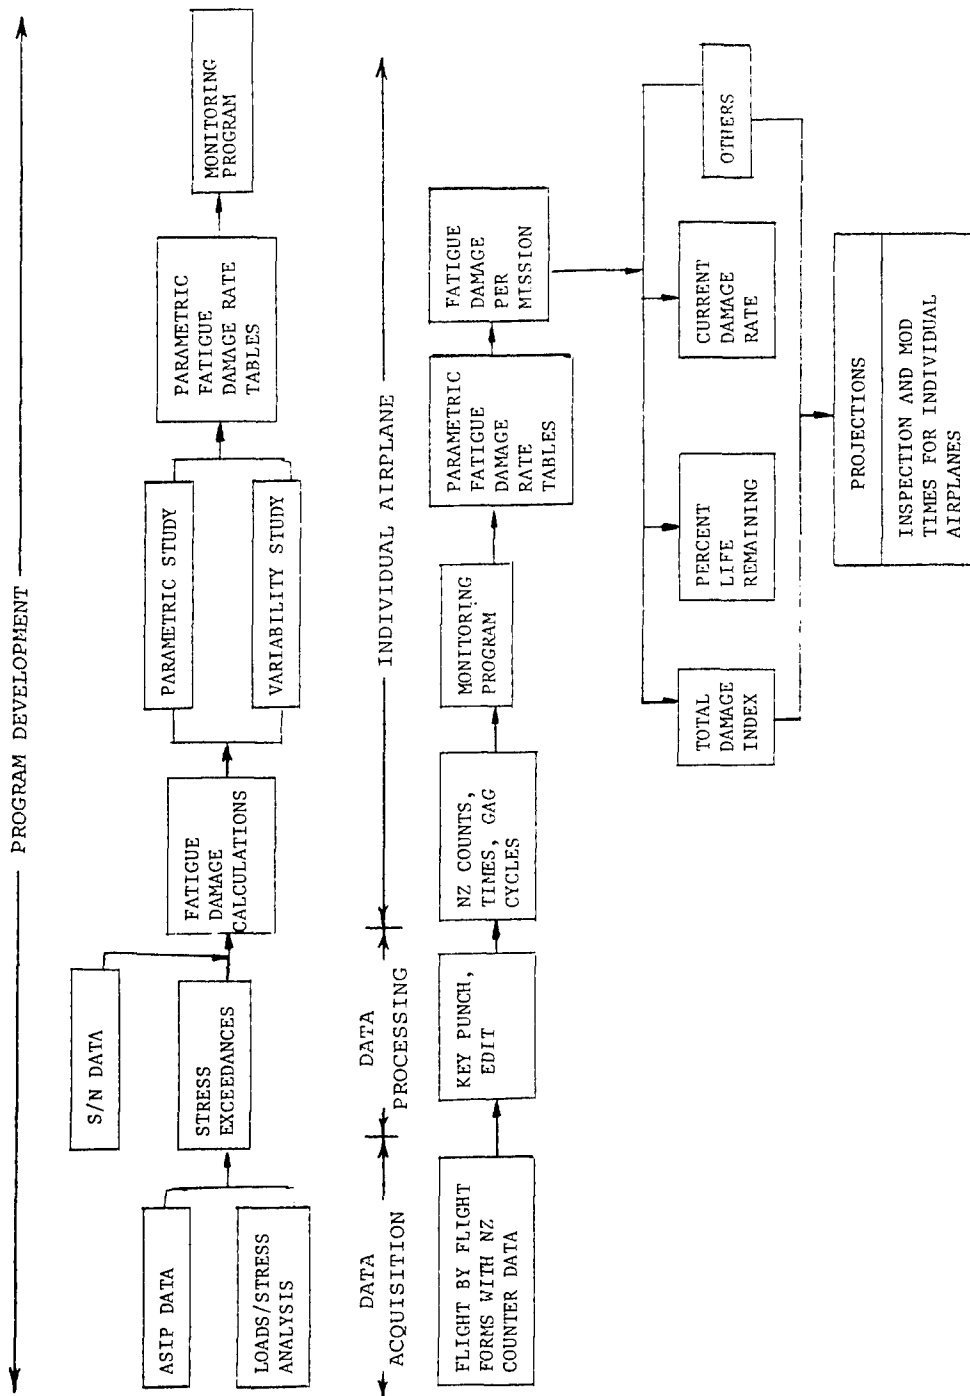 PROGRAM DEVELOPMENT
ASIP DATA
LOADS/STRESS
ANALYSIS
S/N DATA
STRESS
EXCEEDANCES
FATIGUE
DAMAGE
CALCULATIONS
PARAMETRIC STUDY
VARIABILITY STUDY
PARAMETRIC
FATIGUE
DAMAGE RATE
TABLES
MONITORING
PROGRAM
DATA
ACQUISITION
DATA
PROCESSING
INDIVIDUAL AIRPLANE
FLIGHT BY FLIGHT
FORMS WITH NZ
COUNTER DATA
KEY PUNCH,
EDIT
NZ COUNTS,
TIMES, GAG
CYCLES
MONITORING
PROGRAM
PARAMETRIC
FATIGUE
DAMAGE
RATE
TABLES
FATIGUE
DAMAGE
PER
MISSION
TOTAL
DAMAGE
INDEX
PERCENT
LIFE
REMAINING
CURRENT
DAMAGE
RATE
OTHERS
PROJECTIONS
INSPECTION AND MOD
TIMES FOR INDIVIDUAL
AIRPLANES